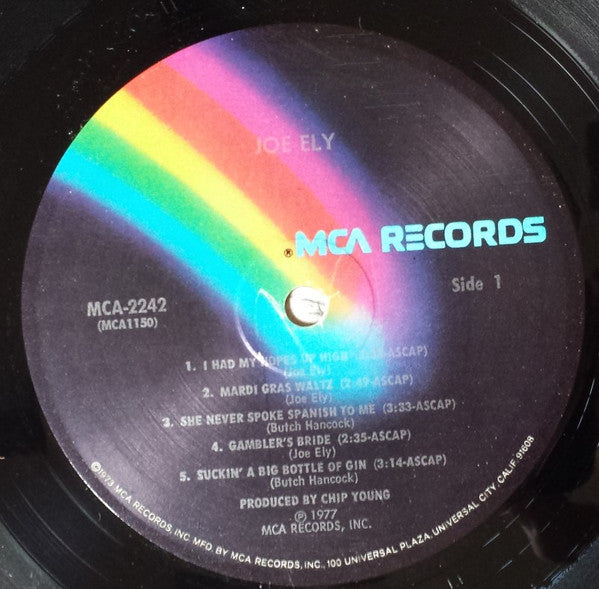 JOE ELY
MCA RECORDS
MCA-2242
(MCA1150)
Side 1
1. I HAD MY HOPES UP HIGH -ASCAP)
(Joe Ely)
2. MARDI GRAS WALTZ (2:49-ASCAP)
(Joe Ely)
3. SHE NEVER SPOKE SPANISH TO ME (3:33-ASCAP)
(Butch Hancock)
4. GAMBLER'S BRIDE (2:35-ASCAP)
(Joe Ely)
5. SUCKIN' A BIG BOTTLE OF GIN (3:14-ASCAP)
(Butch Hancock)
PRODUCED BY CHIP YOUNG
℗ 1977
MCA RECORDS, INC.
©1973 MCA RECORDS, INC. MFD. BY MCA RECORDS, INC., 100 UNIVERSAL PLAZA, UNIVERSAL CITY, CALIF. 91608